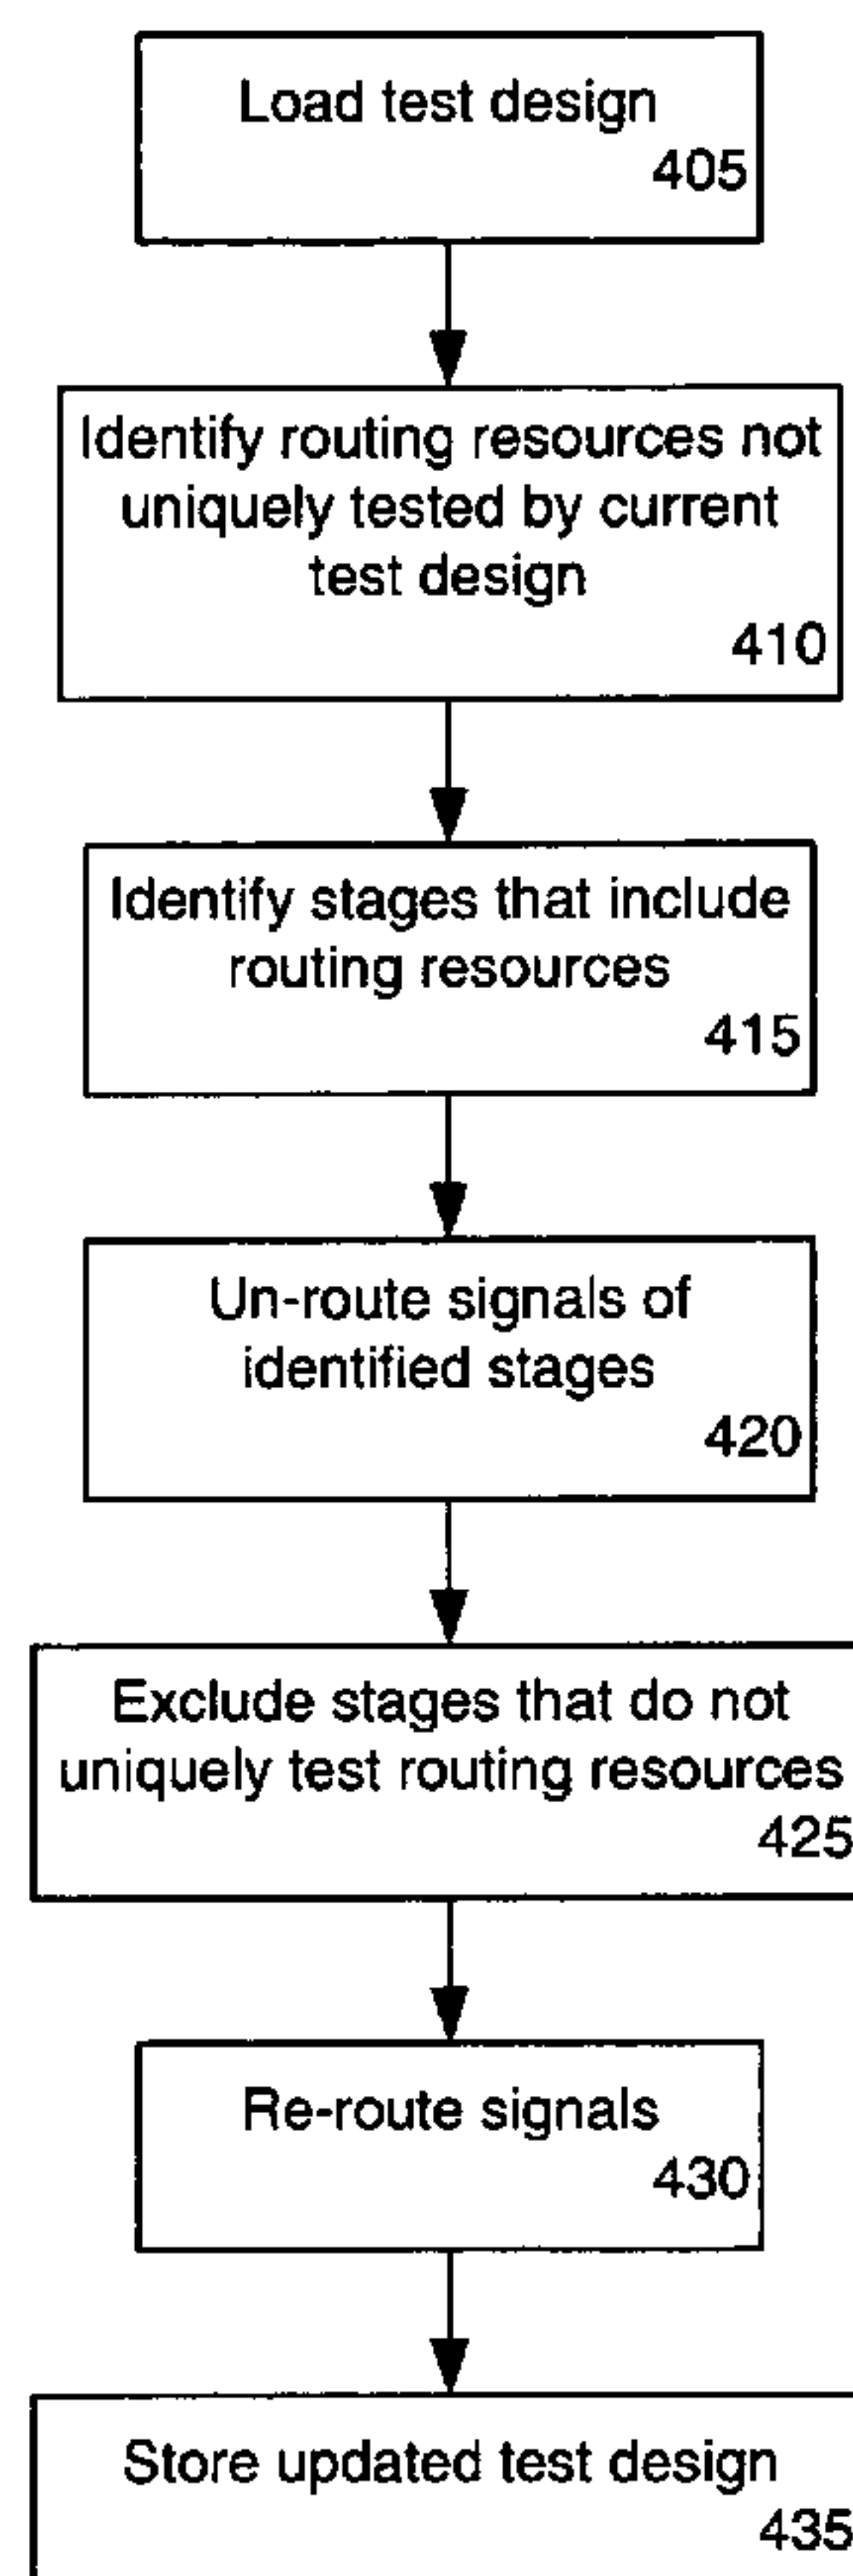 Load test design
405
Identify routing resources not
uniquely tested by current
test design
410
Identify stages that include
routing resources
415
Un-route signals of
identified stages
420
Exclude stages that do not
uniquely test routing resources
425
Re-route signals
430
Store updated test design
435